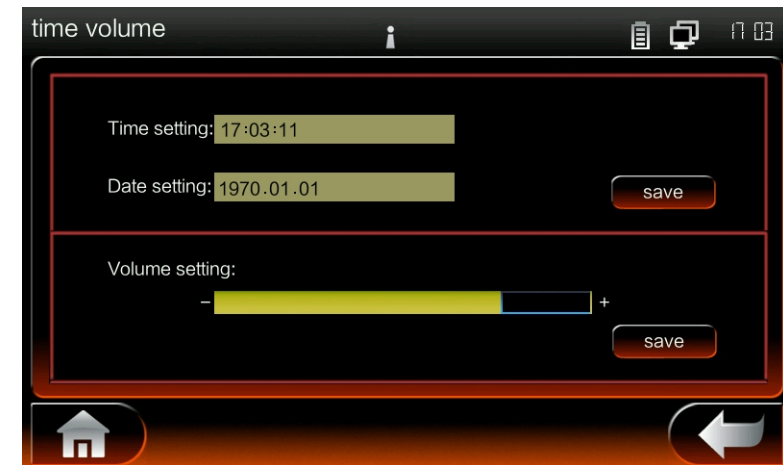 time volume
17 03
Time setting: 17:03:11
Date setting: 1970.01.01
save
Volume setting:
− +
save